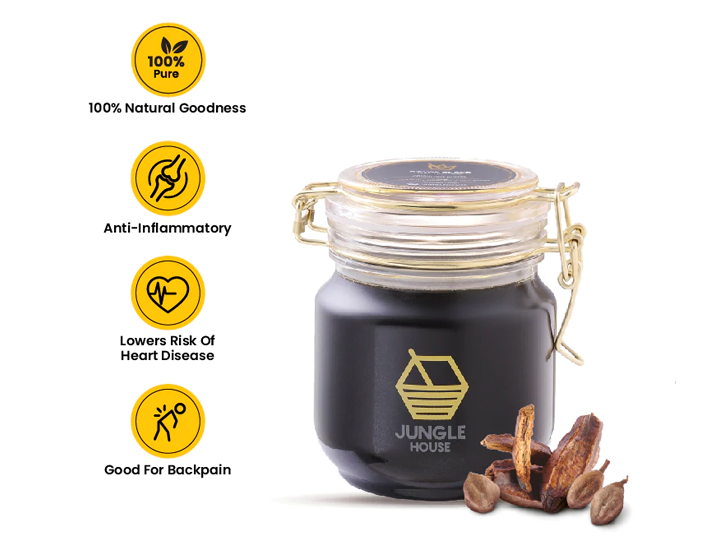 100%
Pure
100% Natural Goodness
Anti-Inflammatory
Lowers Risk Of
Heart Disease
Good For Backpain
JUNGLE
HOUSE